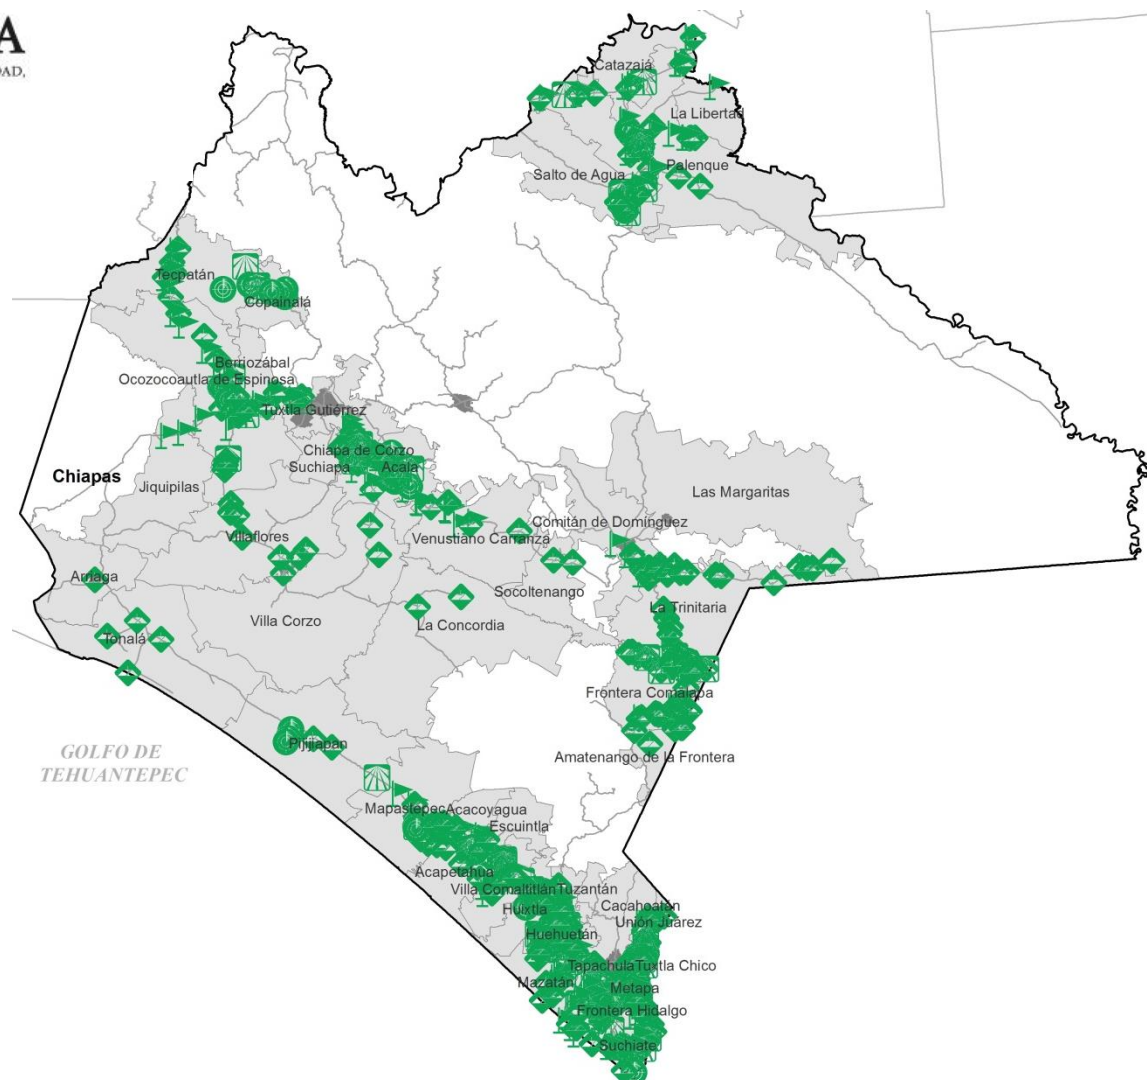 A
DAD,
Catazajá
La Libertad
Palenque
Salto de Agua
Tecpatán
Copainalá
Berriozábal
Ocozocoautla de Espinosa
Tuxtla Gutiérrez
Chiapa de Corzo
Suchiapa
Acala
Chiapas
Jiquipilas
Las Margaritas
Comitán de Domínguez
Venustiano Carranza
Villaflores
Arriaga
Socoltenango
La Trinitaria
Villa Corzo
La Concordia
Tonalá
Frontera Comalapa
GOLFO DE
TEHUANTEPEC
Pijijiapan
Amatenango de la Frontera
Mapastepec
Acacoyagua
Escuintla
Acapetahua
Villa Comaltitlán
Tuzantán
Huixtla
Cacahoatán
Unión Juárez
Huehuetán
Tapachula
Tuxtla Chico
Mazatán
Metapa
Frontera Hidalgo
Suchiate